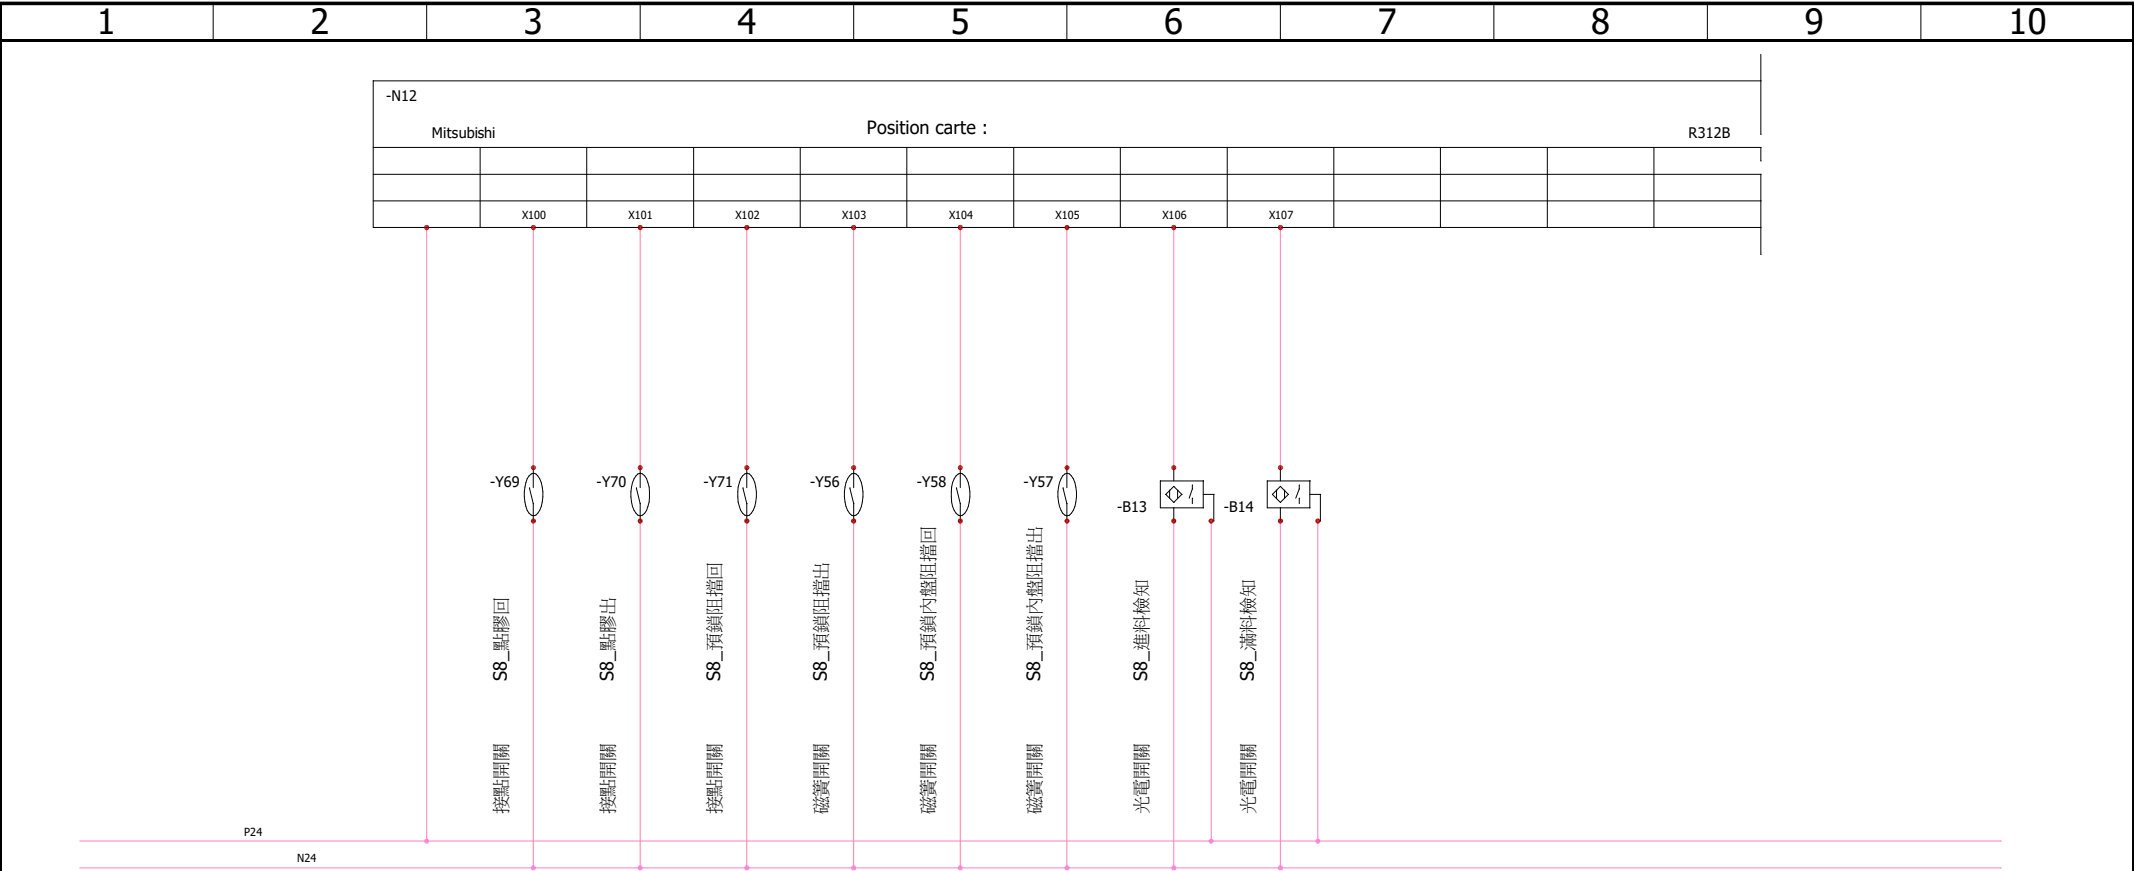 1 2 3 4 5 6 7 8 9 10
-N12
Mitsubishi Position carte : R312B
X100 X101 X102 X103 X104 X105 X106 X107
-Y69 -Y70 -Y71 -Y56 -Y58 -Y57 -B13 -B14
S8_點膠回
S8_點膠出
S8_預鎖阻擋回
S8_預鎖阻擋出
S8_預鎖內盤阻擋回
S8_預鎖內盤阻擋出
S8_進料檢知
S8_滿料檢知
接點開關
接點開關
接點開關
磁簧開關
磁簧開關
磁簧開關
光電開關
光電開關
P24
N24